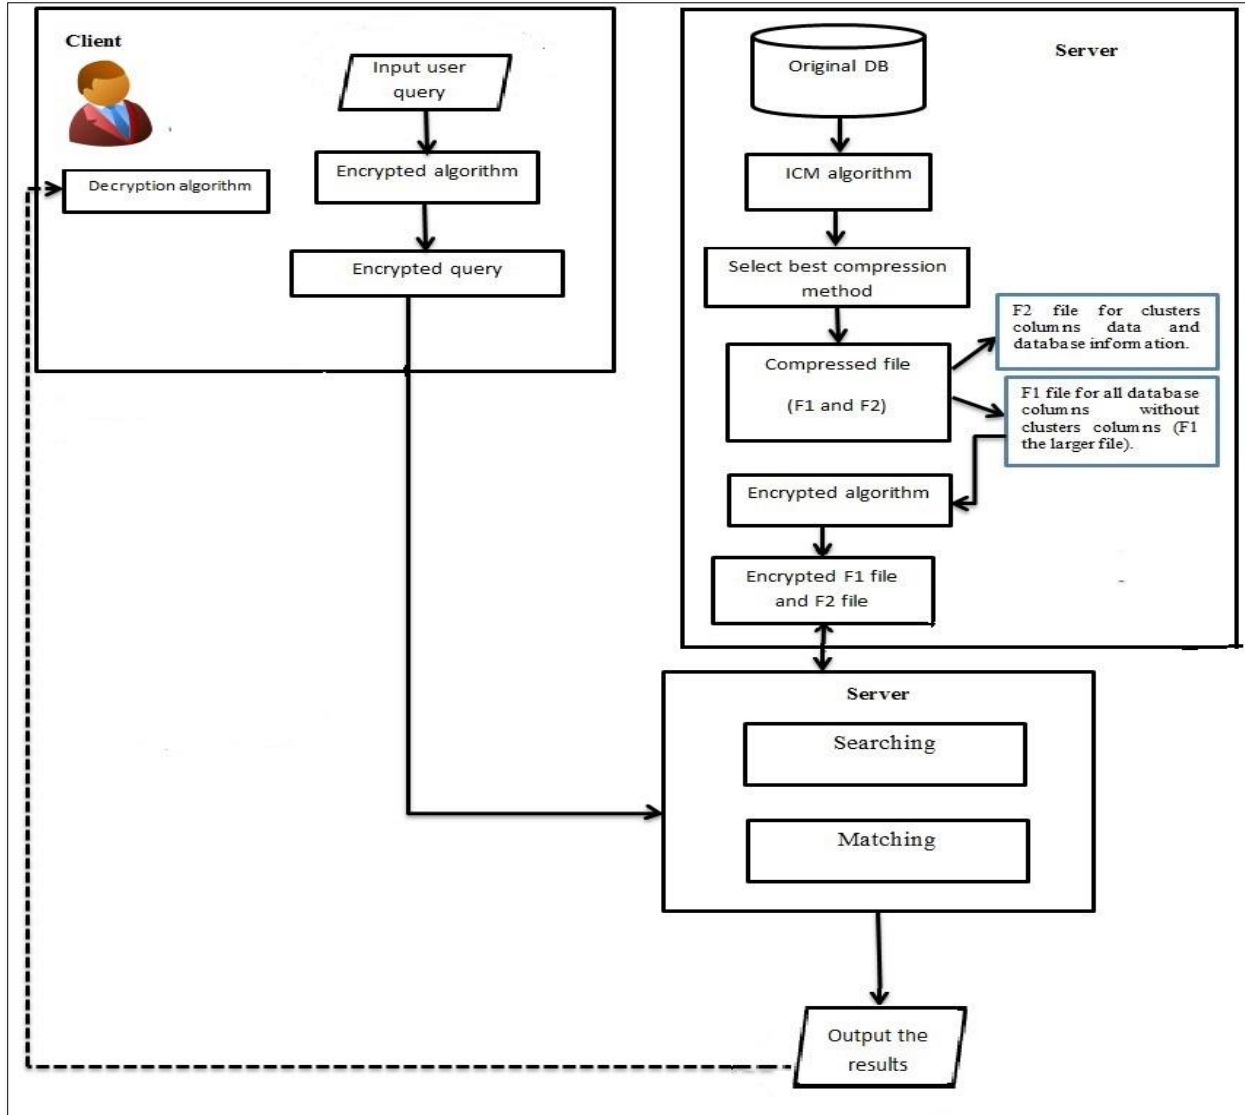 Client
Input user
query
Encrypted algorithm
Decryption algorithm
Encrypted query
Server
Original DB
ICM algorithm
Select best compression
method
F2 file for clusters
columns data and
database information.
Compressed file
(F1 and F2)
F1 file for all database
columns without
clusters columns (F1
the larger file).
Encrypted algorithm
Encrypted F1 file
and F2 file
Server
Searching
Matching
Output the
results